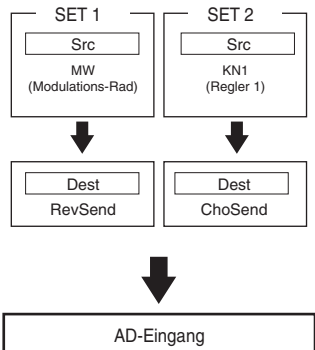 SET 1
Src
MW
(Modulations-Rad)
Dest
RevSend
SET 2
Src
KN1
(Regler 1)
Dest
ChoSend
AD-Eingang